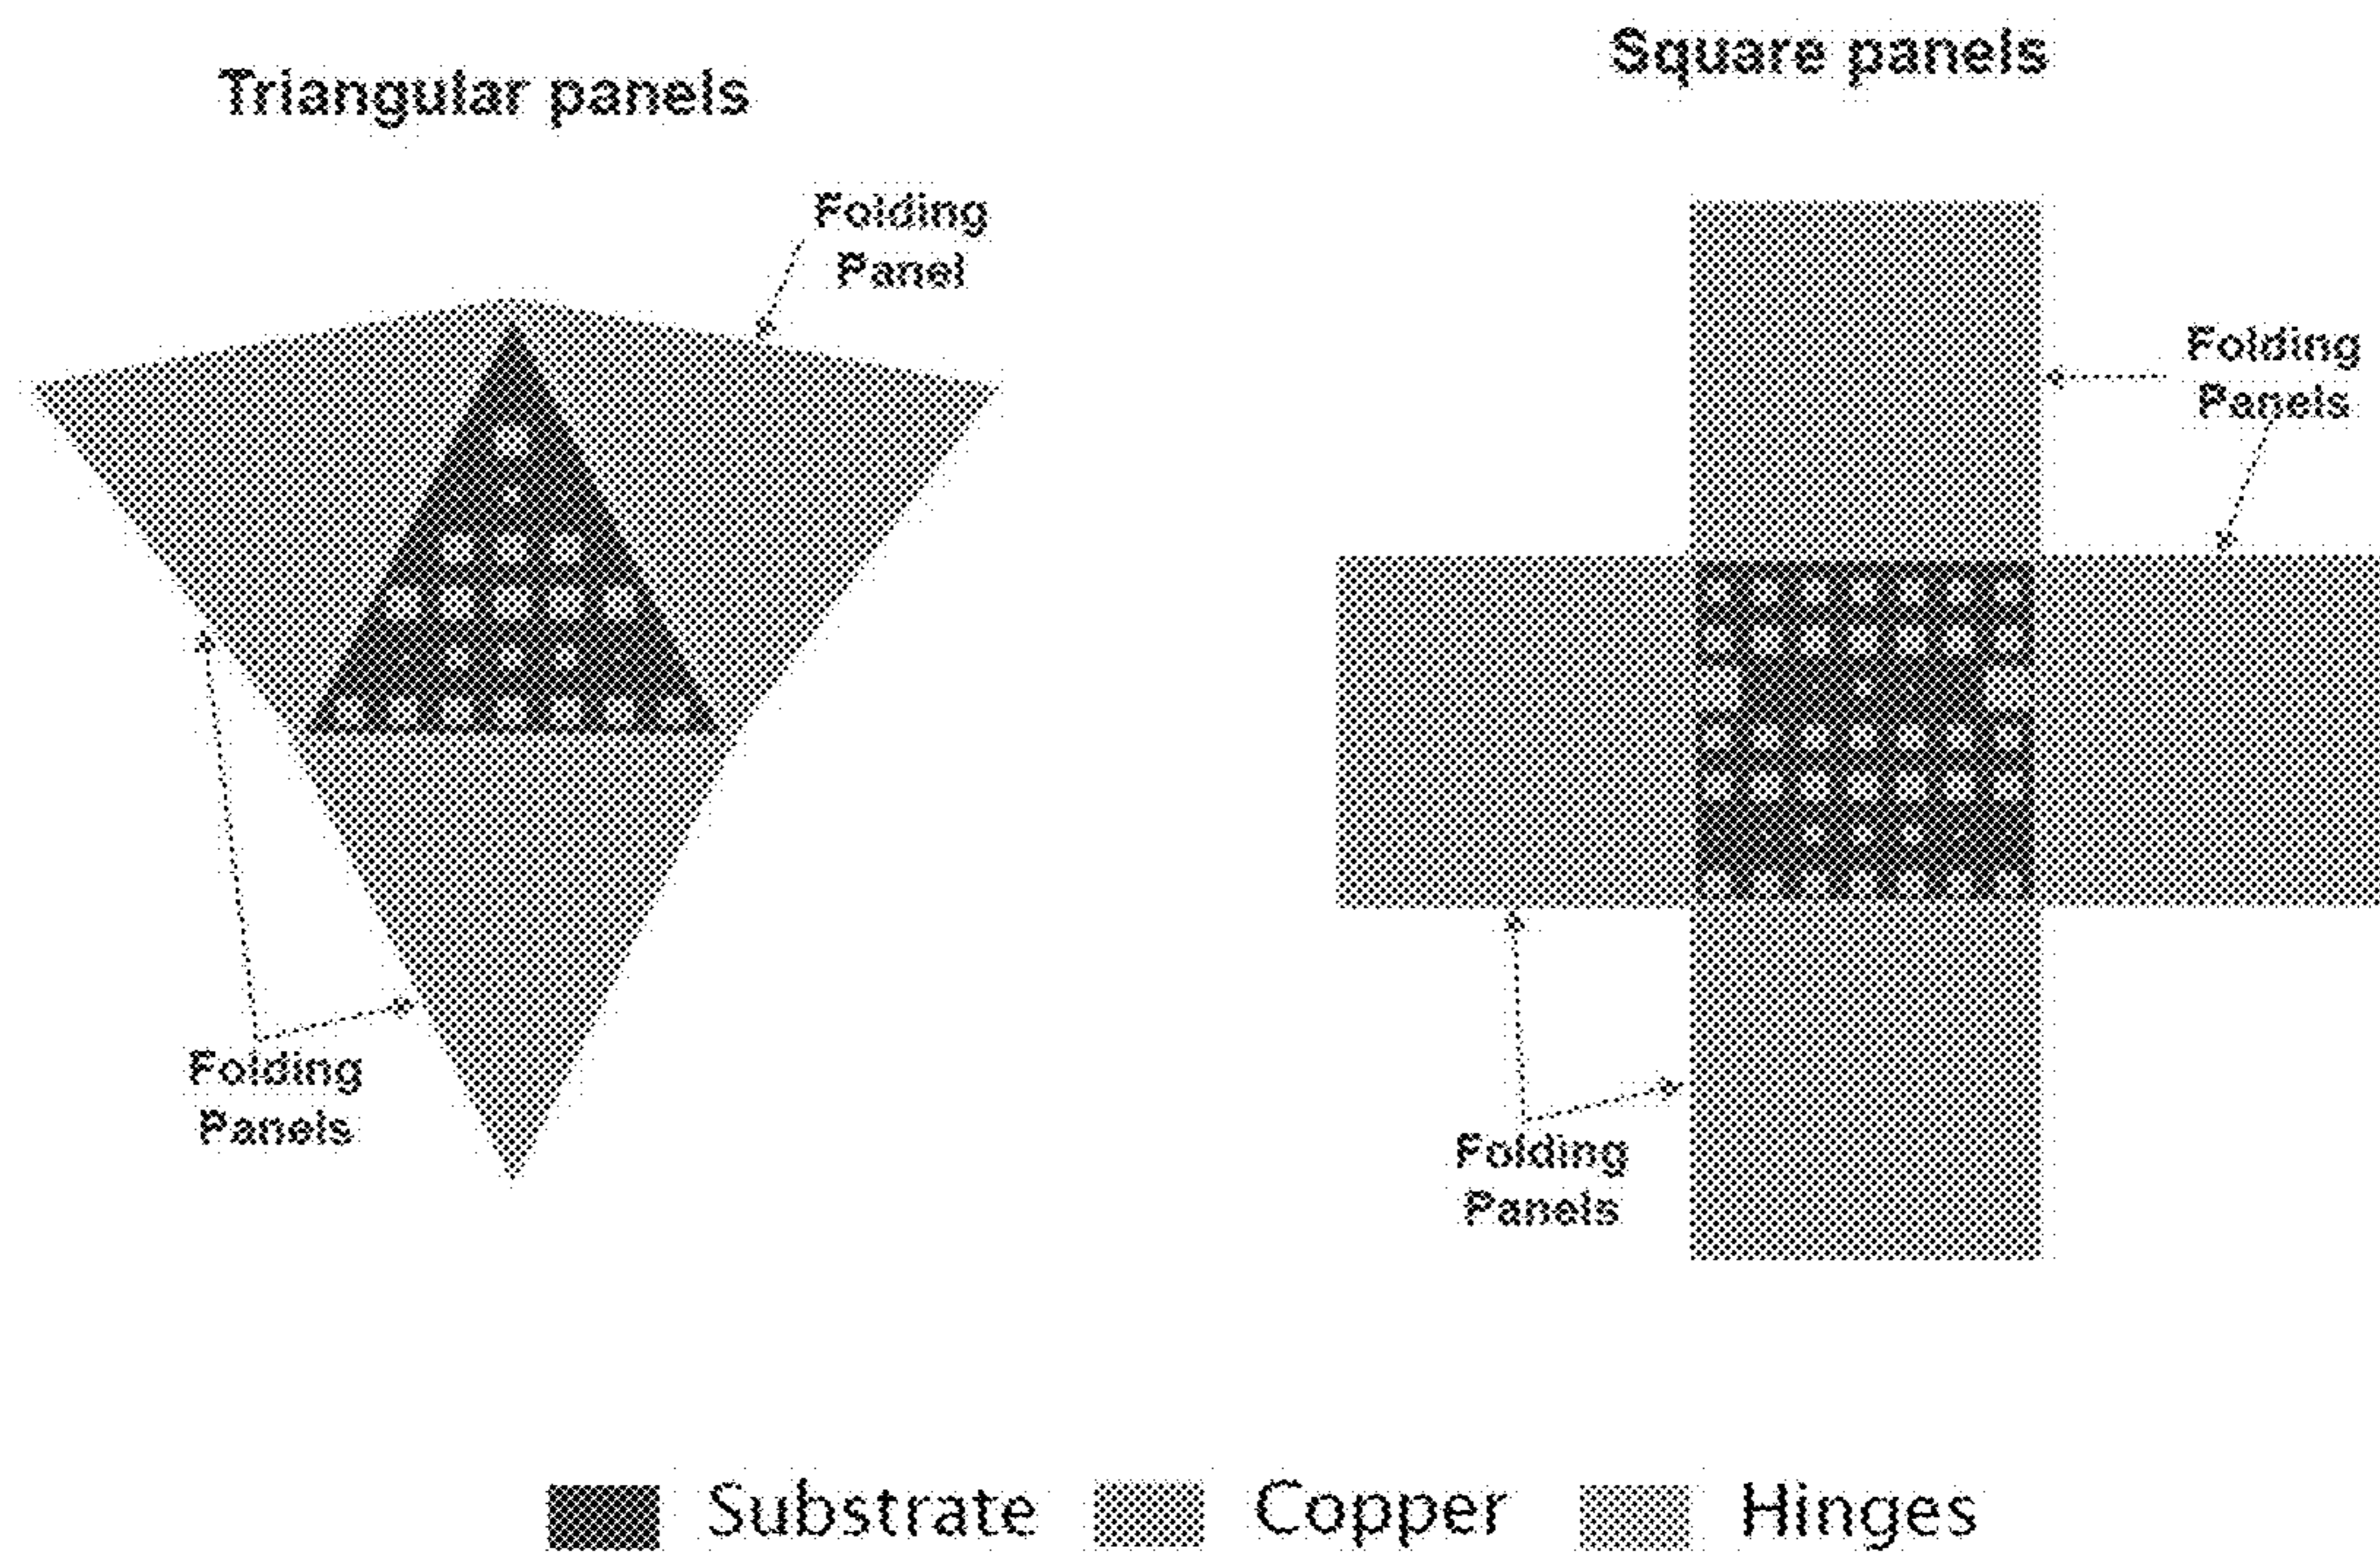 Triangular panels
Square panels
Folding
Panel
Folding
Panels
Folding
Panels
Folding
Panels
Substrate
Copper
Hinges